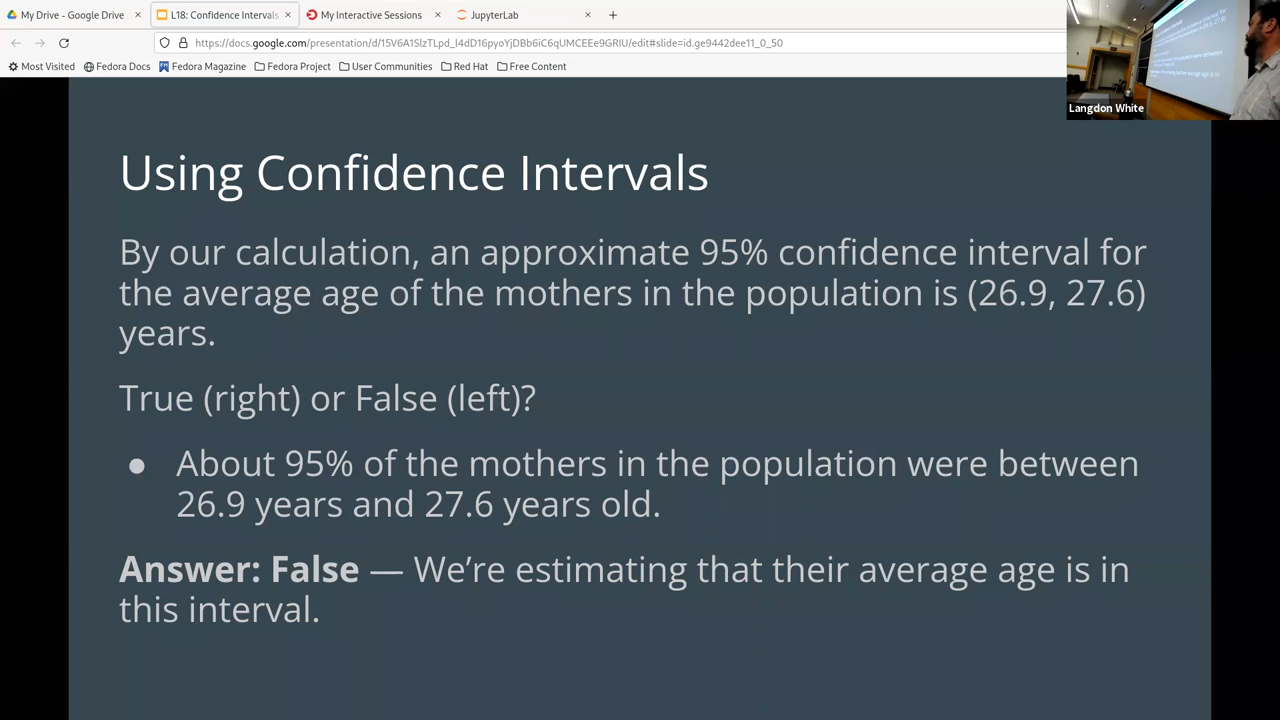 My Drive - Google Drive
L18: Confidence Intervals
My Interactive Sessions
JupyterLab
https://docs.google.com/presentation/d/15V6A1SlzTLpd_l4dD16pyoYjDBb6iC6qUMCEEe9GRIU/edit#slide=id.ge9442dee11_0_50
Most Visited
Fedora Docs
Fedora Magazine
Fedora Project
User Communities
Red Hat
Free Content
Langdon White
Using Confidence Intervals
By our calculation, an approximate 95% confidence interval for
the average age of the mothers in the population is (26.9, 27.6)
years.
True (right) or False (left)?
● About 95% of the mothers in the population were between
26.9 years and 27.6 years old.
Answer: False — We’re estimating that their average age is in
this interval.